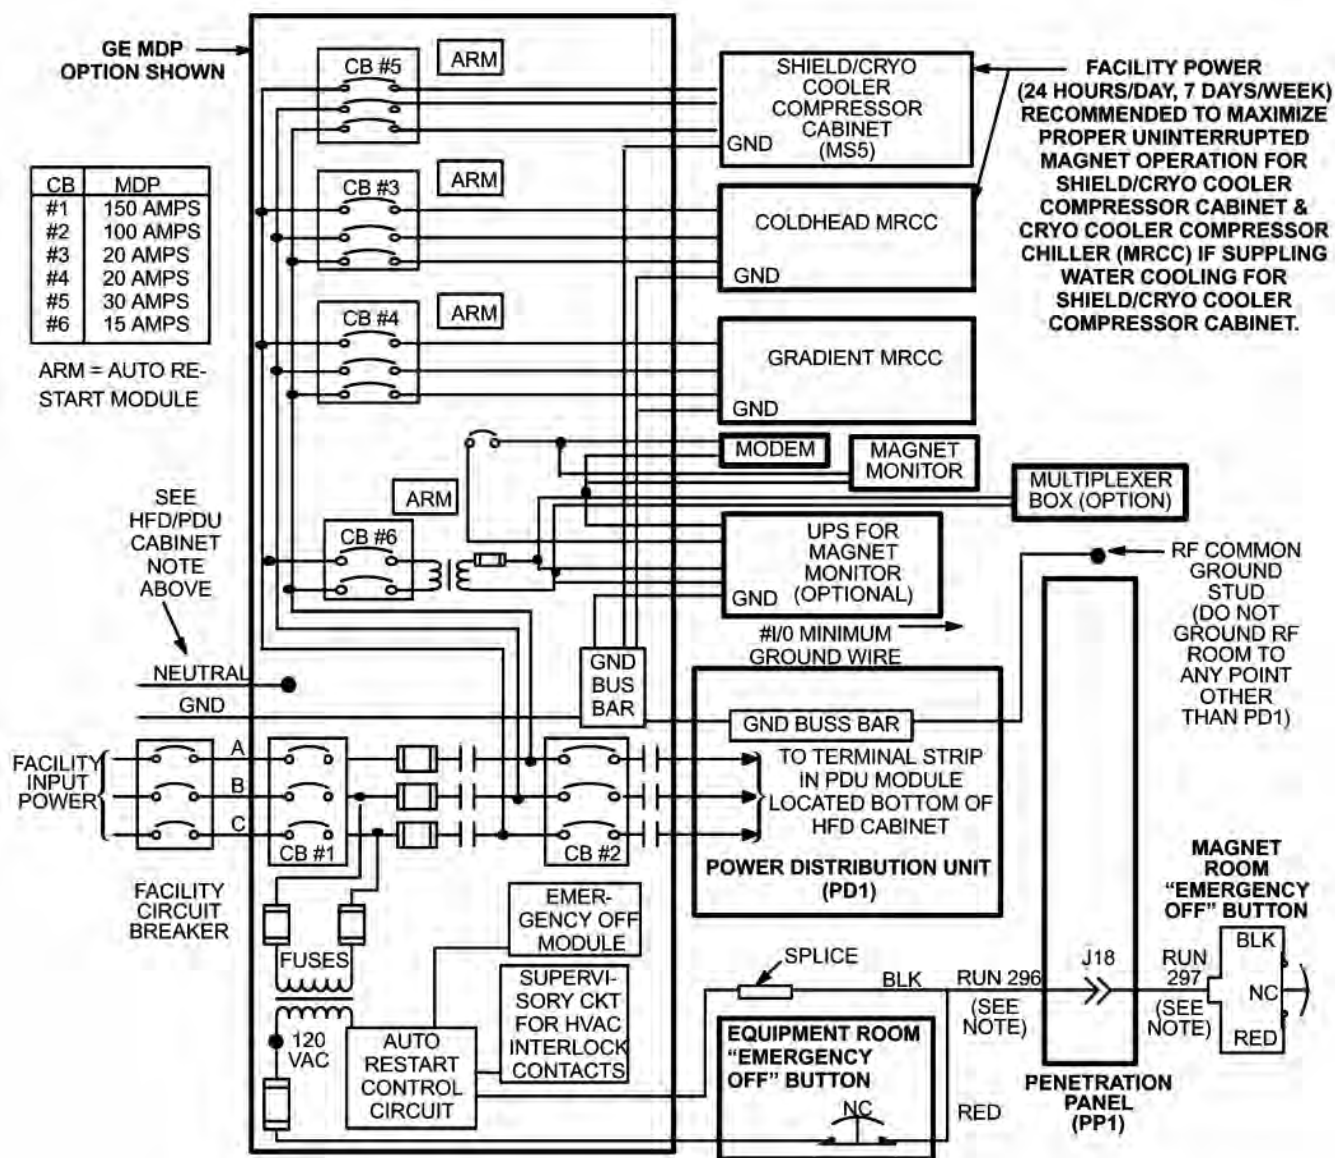 GE MDP
OPTION SHOWN
CB #5
ARM
SHIELD/CRYO
COOLER
COMPRESSOR
CABINET
(MS5)
GND
FACILITY POWER
(24 HOURS/DAY, 7 DAYS/WEEK)
RECOMMENDED TO MAXIMIZE
PROPER UNINTERRUPTED
MAGNET OPERATION FOR
SHIELD/CRYO COOLER
COMPRESSOR CABINET &
CRYO COOLER COMPRESSOR
CHILLER (MRCC) IF SUPPLING
WATER COOLING FOR
SHIELD/CRYO COOLER
COMPRESSOR CABINET.
CB MDP
#1 150 AMPS
#2 100 AMPS
#3 20 AMPS
#4 20 AMPS
#5 30 AMPS
#6 15 AMPS
ARM = AUTO RE-
START MODULE
CB #3
ARM
COLDHEAD MRCC
GND
CB #4
ARM
GRADIENT MRCC
GND
MODEM
MAGNET
MONITOR
MULTIPLEXER
BOX (OPTION)
ARM
CB #6
UPS FOR
MAGNET
MONITOR
(OPTIONAL)
GND
SEE
HFD/PDU
CABINET
NOTE
ABOVE
RF COMMON
GROUND
STUD
(DO NOT
GROUND RF
ROOM TO
ANY POINT
OTHER
THAN PD1)
#I/0 MINIMUM
GROUND WIRE
NEUTRAL
GND
GND
BUS
BAR
GND BUSS BAR
FACILITY
INPUT
POWER
A
B
C
CB #1
CB #2
TO TERMINAL STRIP
IN PDU MODULE
LOCATED BOTTOM OF
HFD CABINET
POWER DISTRIBUTION UNIT
(PD1)
FACILITY
CIRCUIT
BREAKER
FUSES
120
VAC
EMER-
GENCY OFF
MODULE
SUPERVI-
SORY CKT
FOR HVAC
INTERLOCK
CONTACTS
AUTO
RESTART
CONTROL
CIRCUIT
SPLICE
BLK
RUN 296
(SEE
NOTE)
J18
RUN
297
(SEE
NOTE)
MAGNET
ROOM
“EMERGENCY
OFF” BUTTON
BLK
NC
RED
EQUIPMENT ROOM
“EMERGENCY
OFF” BUTTON
NC
RED
PENETRATION
PANEL
(PP1)